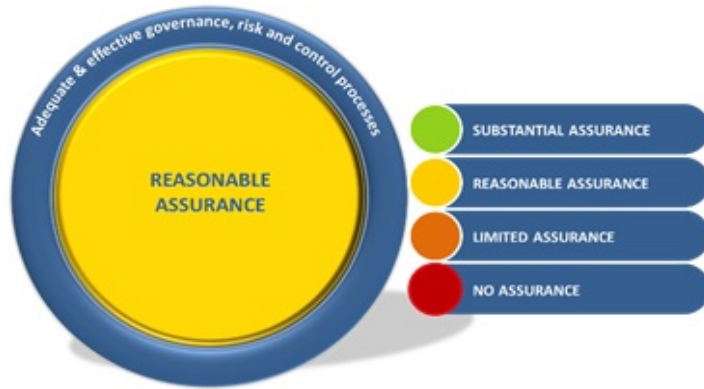 Adequate & effective governance, risk and control processes
REASONABLE
ASSURANCE
SUBSTANTIAL ASSURANCE
REASONABLE ASSURANCE
LIMITED ASSURANCE
NO ASSURANCE